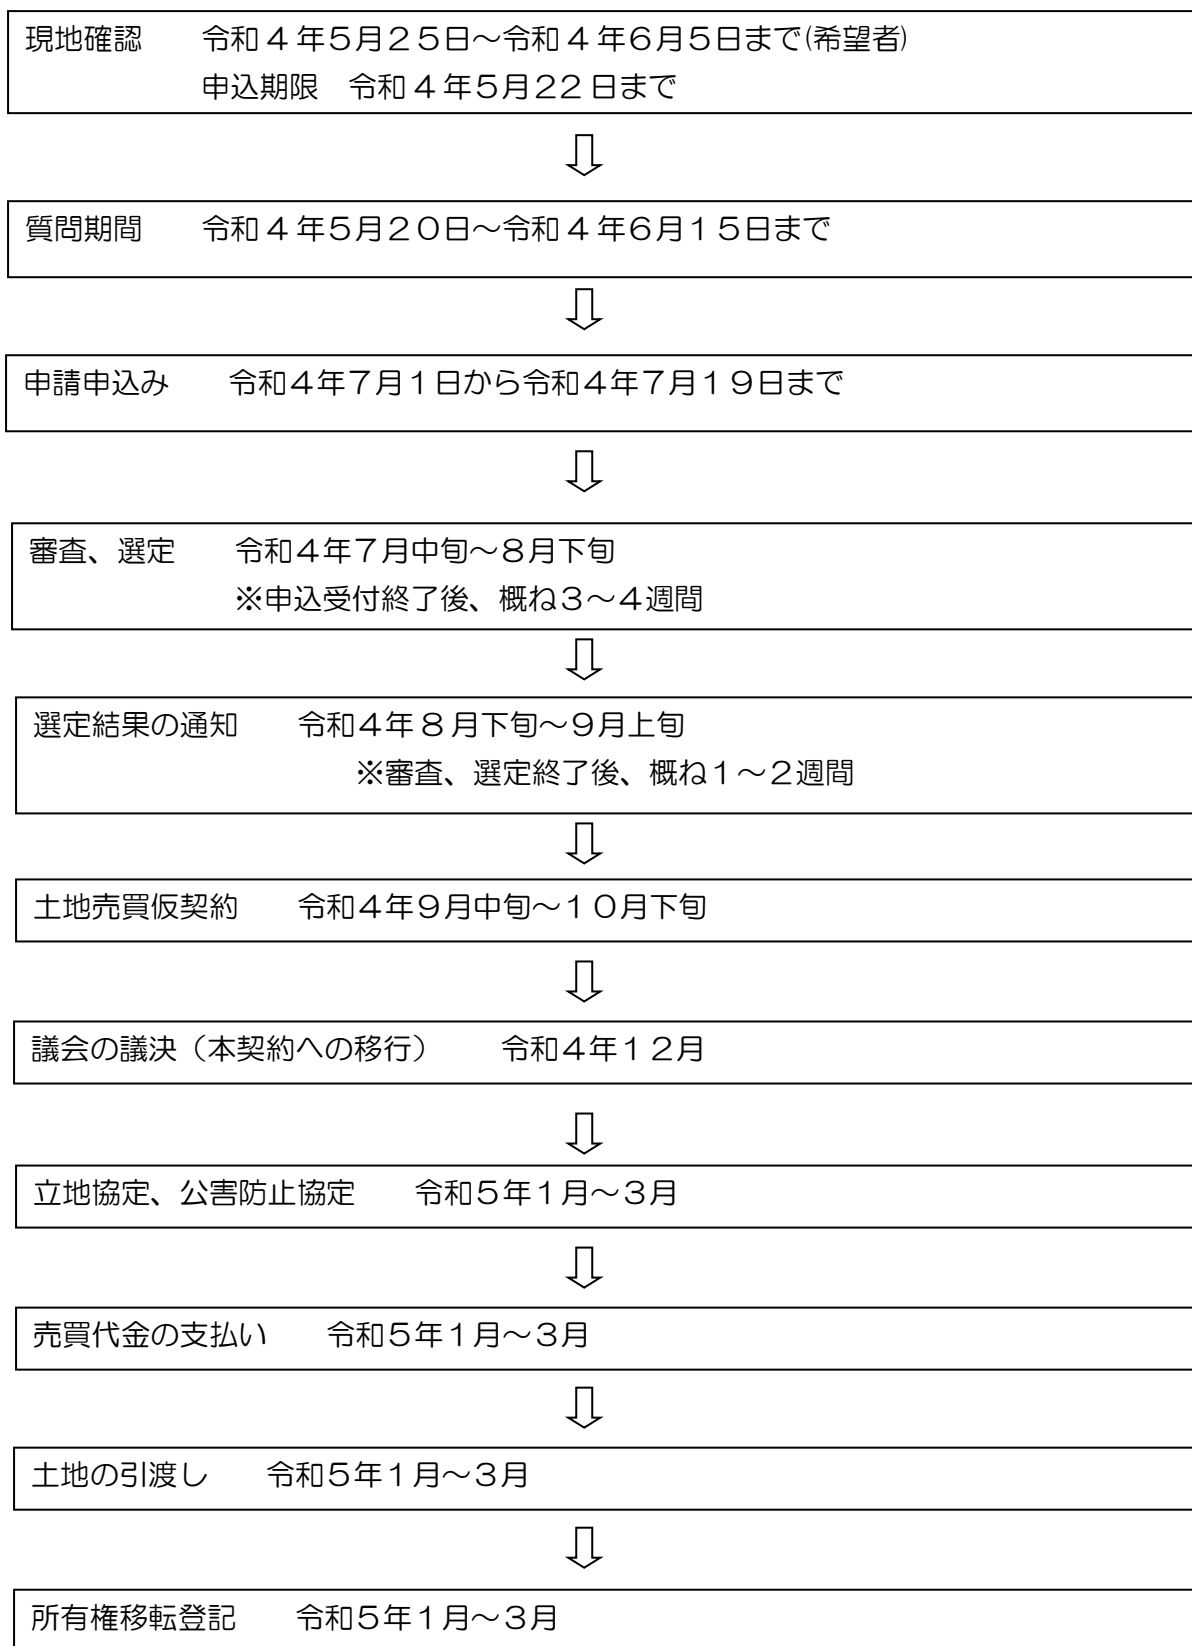 現地確認　　令和４年５月２５日～令和４年６月５日まで(希望者)
申込期限　令和４年５月２２日まで
質問期間　　令和４年５月２０日～令和４年６月１５日まで
申請申込み　　令和４年７月１日から令和４年７月１９日まで
審査、選定　　令和４年７月中旬～８月下旬
※申込受付終了後、概ね３～４週間
選定結果の通知　　令和４年８月下旬～９月上旬
※審査、選定終了後、概ね１～２週間
土地売買仮契約　　令和４年９月中旬～１０月下旬
議会の議決（本契約への移行）　　令和４年１２月
立地協定、公害防止協定　　令和５年１月～３月
売買代金の支払い　　令和５年１月～３月
土地の引渡し　　令和５年１月～３月
所有権移転登記　　令和５年１月～３月